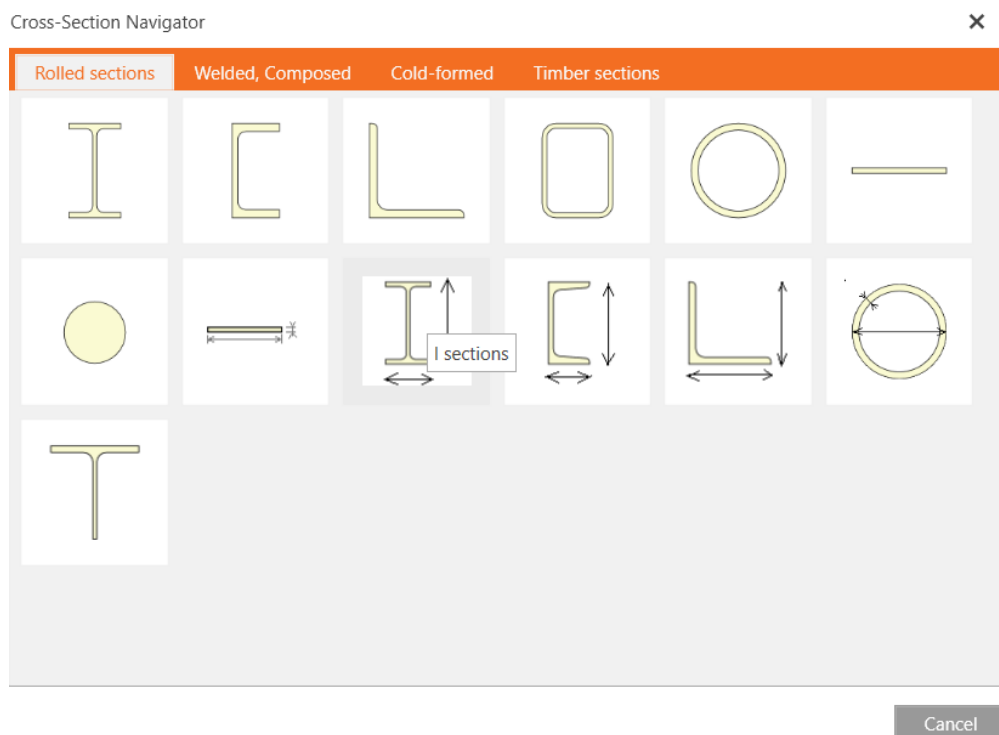 Cross-Section Navigator
Rolled sections Welded, Composed Cold-formed Timber sections
I sections
Cancel